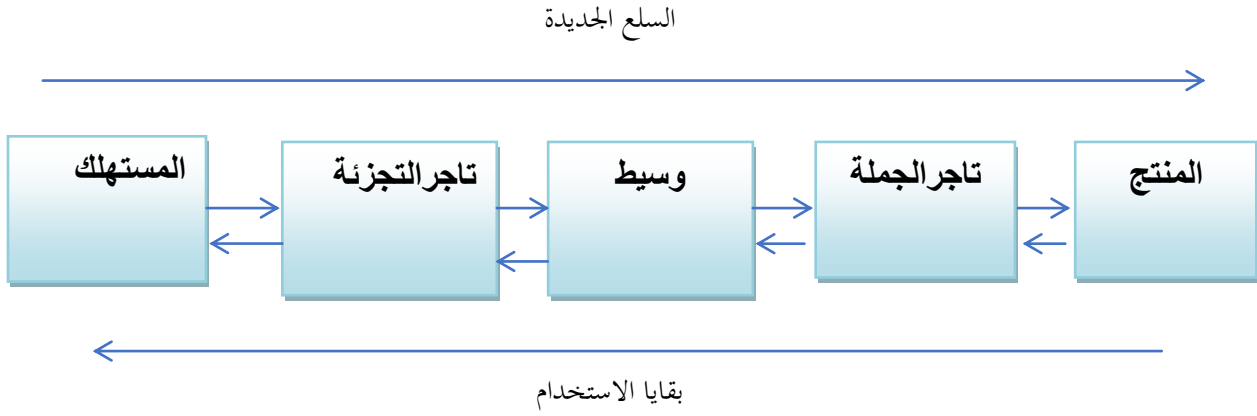 السلع الجديدة
المنتج
تاجرالجملة
وسيط
تاجرالتجزئة
المستهلك
بقايا الاستخدام